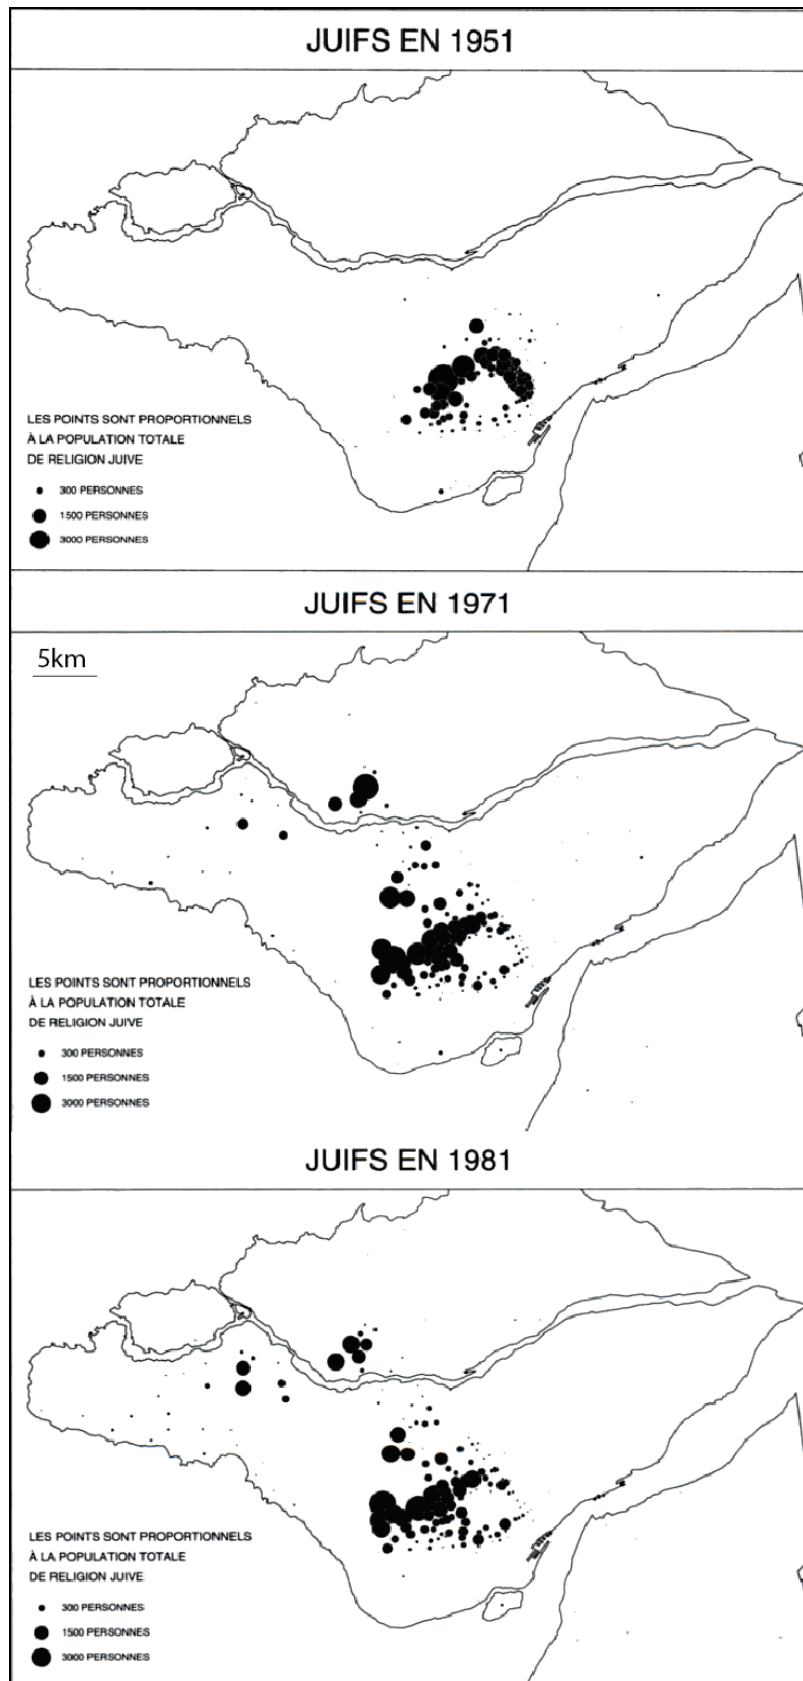 JUIFS EN 1951
LES POINTS SONT PROPORTIONNELS
À LA POPULATION TOTALE
DE RELIGION JUIVE
300 PERSONNES
1500 PERSONNES
3000 PERSONNES
JUIFS EN 1971
5km
LES POINTS SONT PROPORTIONNELS
À LA POPULATION TOTALE
DE RELIGION JUIVE
300 PERSONNES
1500 PERSONNES
3000 PERSONNES
JUIFS EN 1981
LES POINTS SONT PROPORTIONNELS
À LA POPULATION TOTALE
DE RELIGION JUIVE
300 PERSONNES
1500 PERSONNES
3000 PERSONNES